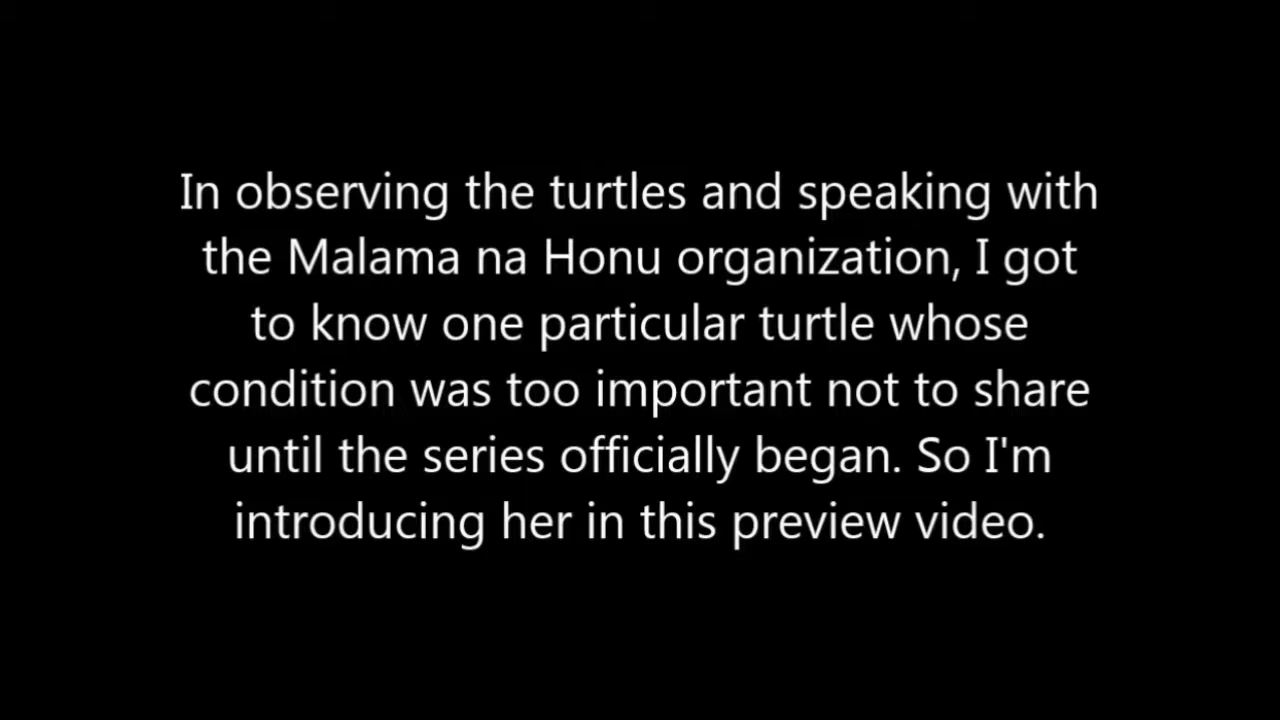 In observing the turtles and speaking with
the Malama na Honu organization, I got
to know one particular turtle whose
condition was too important not to share
until the series officially began. So I'm
introducing her in this preview video.